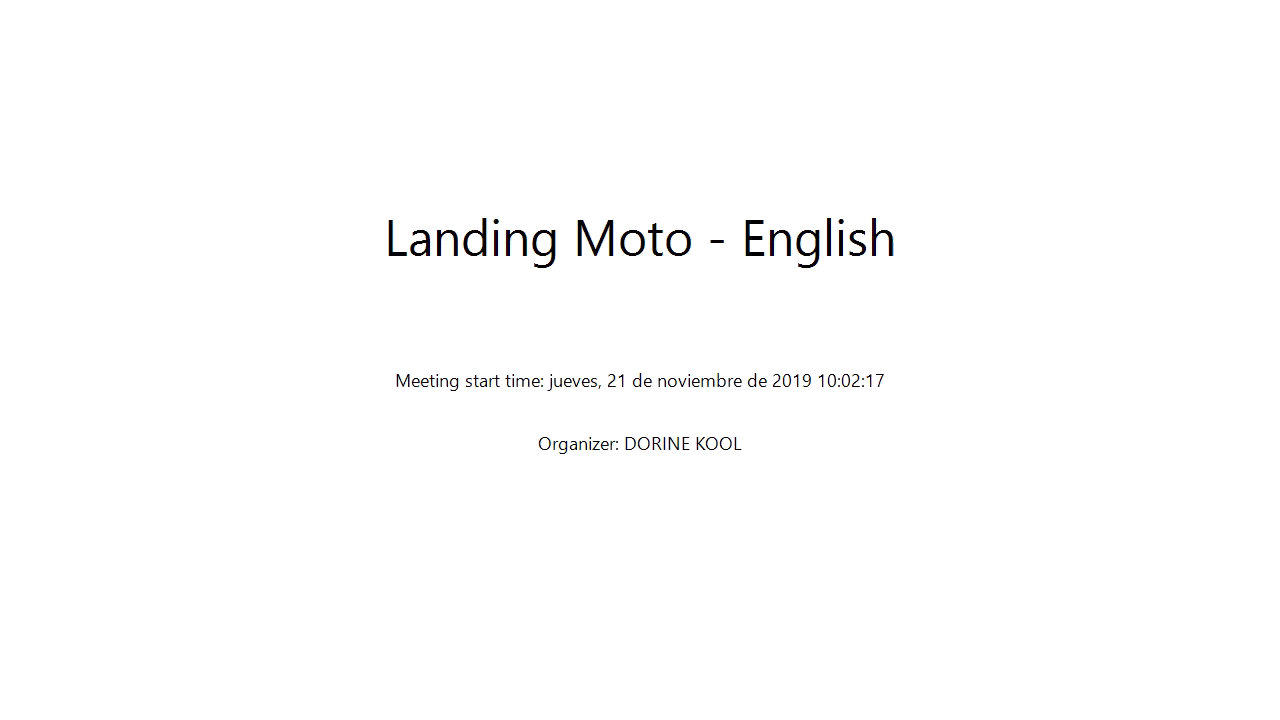 Landing Moto - English
Meeting start time: jueves, 21 de noviembre de 2019 10:02:17
Organizer: DORINE KOOL